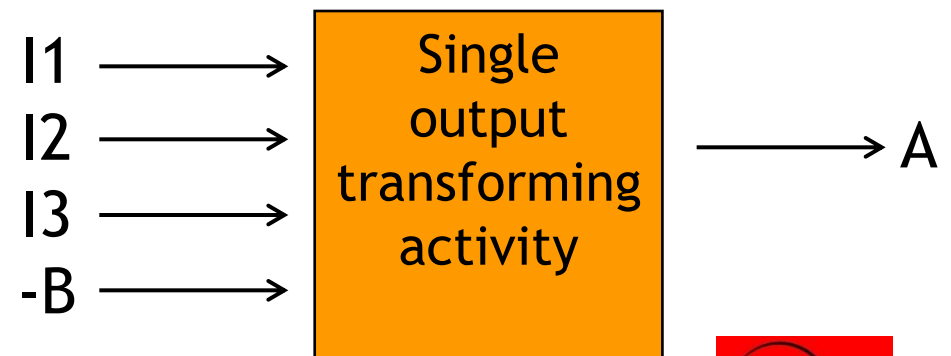 I1
I2
I3
-B
Single
output
transforming
activity
A